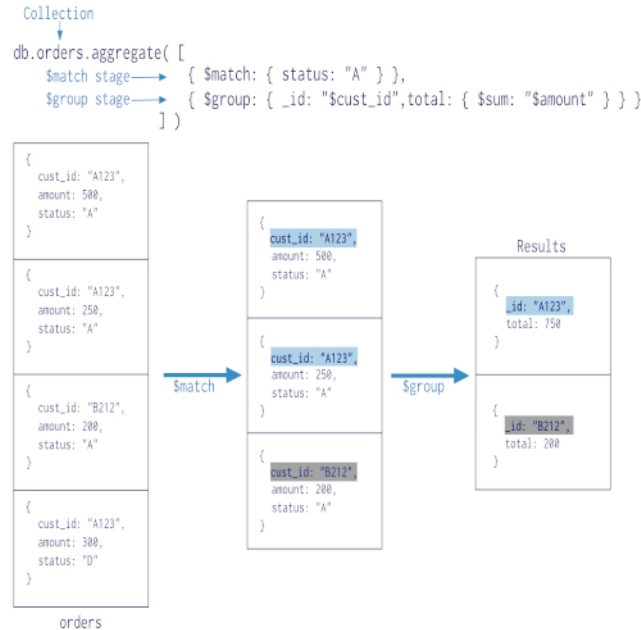 Collection
db.orders.aggregate( [
$match stage { $match: { status: "A" } },
$group stage { $group: { _id: "$cust_id",total: { $sum: "$amount" } } }
] )
{
cust_id: "A123",
amount: 500,
status: "A"
}
{
cust_id: "A123",
amount: 250,
status: "A"
}
{
cust_id: "B212",
amount: 200,
status: "A"
}
{
cust_id: "A123",
amount: 300,
status: "D"
}
orders
$match
{
cust_id: "A123",
amount: 500,
status: "A"
}
{
cust_id: "A123",
amount: 250,
status: "A"
}
{
cust_id: "B212",
amount: 200,
status: "A"
}
$group
Results
{
_id: "A123",
total: 750
}
{
_id: "B212",
total: 200
}